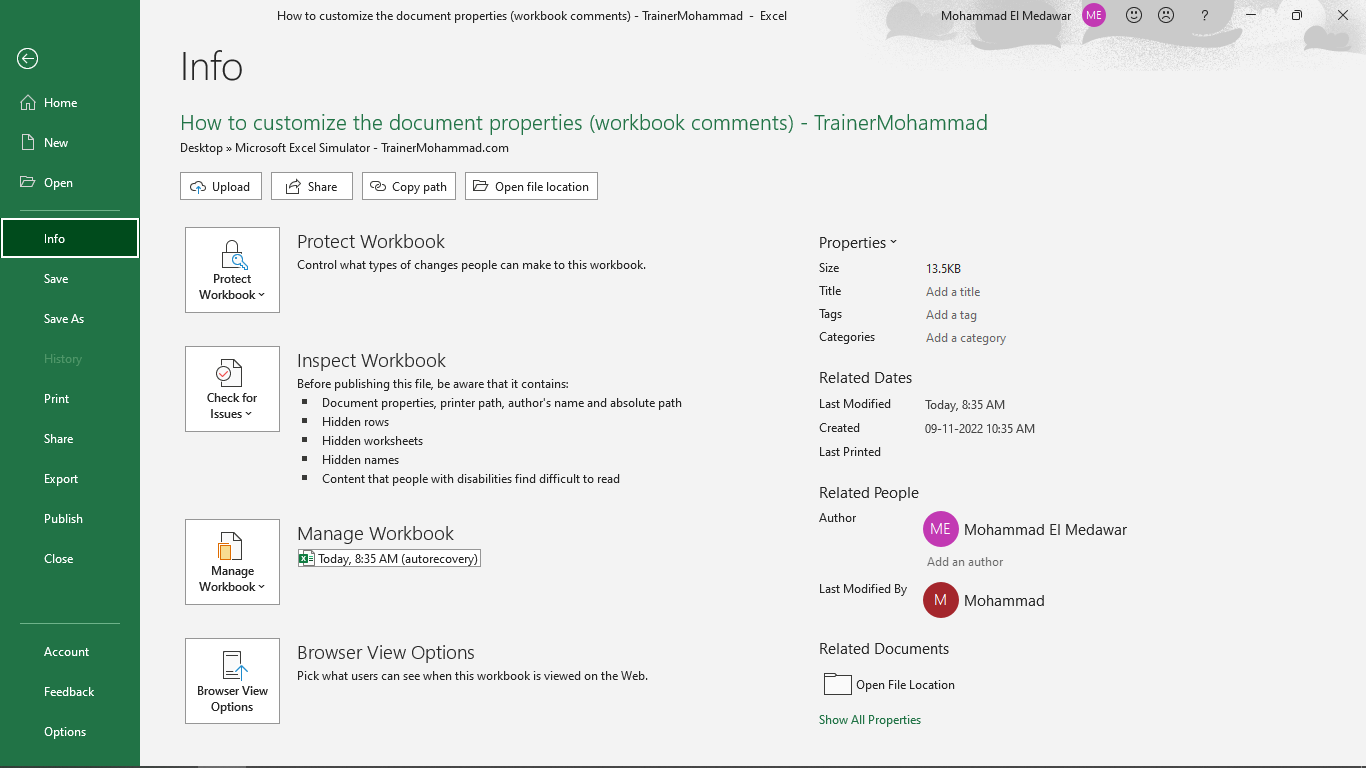 How to customize the document properties (workbook comments) - TrainerMohammad - Excel
Mohammad El Medawar
ME
?
Home
New
Open
Info
Save
Save As
History
Print
Share
Export
Publish
Close
Account
Feedback
Options
Info
How to customize the document properties (workbook comments) - TrainerMohammad
Desktop » Microsoft Excel Simulator - TrainerMohammad.com
Upload
Share
Copy path
Open file location
Protect
Workbook
Protect Workbook
Control what types of changes people can make to this workbook.
Check for
Issues
Inspect Workbook
Before publishing this file, be aware that it contains:
Document properties, printer path, author's name and absolute path
Hidden rows
Hidden worksheets
Hidden names
Content that people with disabilities find difficult to read
Manage
Workbook
Manage Workbook
Today, 8:35 AM (autorecovery)
Browser View
Options
Browser View Options
Pick what users can see when this workbook is viewed on the Web.
Properties
Size 13.5KB
Title Add a title
Tags Add a tag
Categories Add a category
Related Dates
Last Modified Today, 8:35 AM
Created 09-11-2022 10:35 AM
Last Printed
Related People
Author ME Mohammad El Medawar
Add an author
Last Modified By M Mohammad
Related Documents
Open File Location
Show All Properties